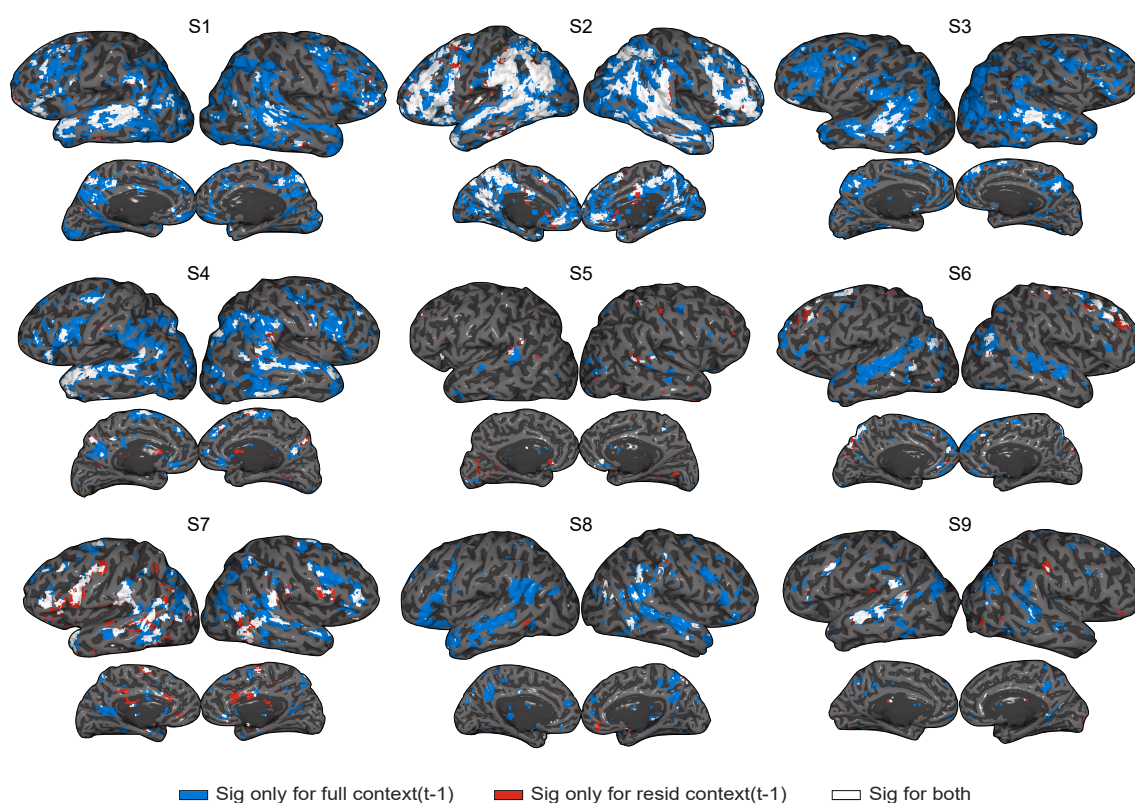 S1
S2
S3
S4
S5
S6
S7
S8
S9
Sig only for full context(t-1)
Sig only for resid context(t-1)
Sig for both